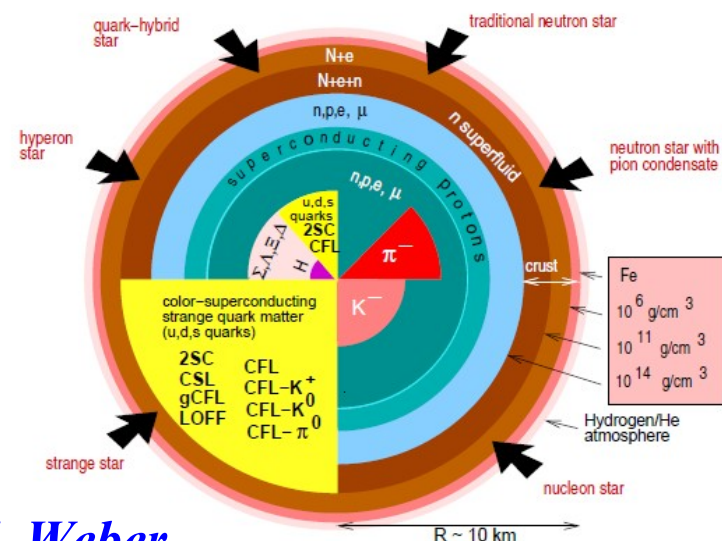 quark-hybrid
star
traditional neutron star
N+e
N+e+n
n,p,e, μ
n superfluid
hyperon
star
neutron star with
pion condensate
superconducting protons
n,p,e, μ
u,d,s
quarks
2SC
CFL
Σ,Λ,Ξ,Δ
H
π⁻
K⁻
crust
Fe
10⁶ g/cm³
10¹¹ g/cm³
10¹⁴ g/cm³
color-superconducting
strange quark matter
(u,d,s quarks)
2SC
CSL
gCFL
LOFF
CFL
CFL-K⁺
CFL-K⁰
CFL-π⁰
Hydrogen/He
atmosphere
strange star
nucleon star
Weber
R ~ 10 km